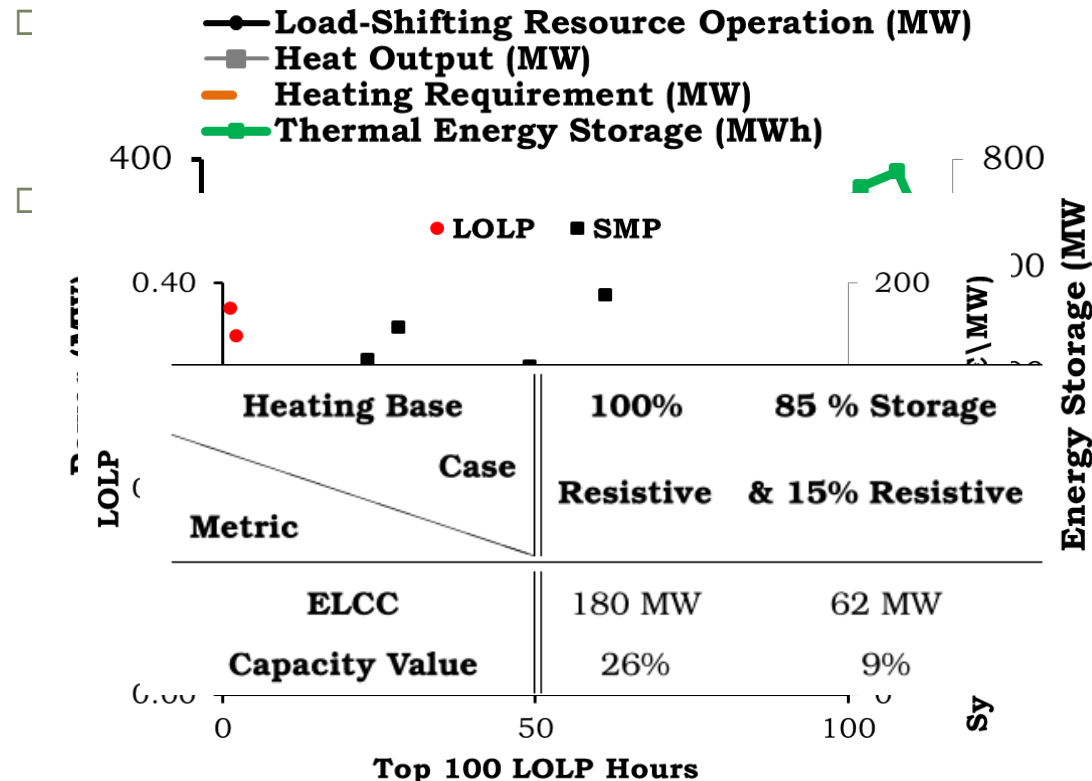 Load-Shifting Resource Operation (MW)
Heat Output (MW)
Heating Requirement (MW)
Thermal Energy Storage (MWh)
400
800
LOLP
SMP
0.40
200
Energy Storage (MW
LOLP
Heating Base
Case
Metric
100%
Resistive
85 % Storage
& 15% Resistive
ELCC
180 MW
62 MW
Capacity Value
26%
9%
Sy
0
50
100
Top 100 LOLP Hours